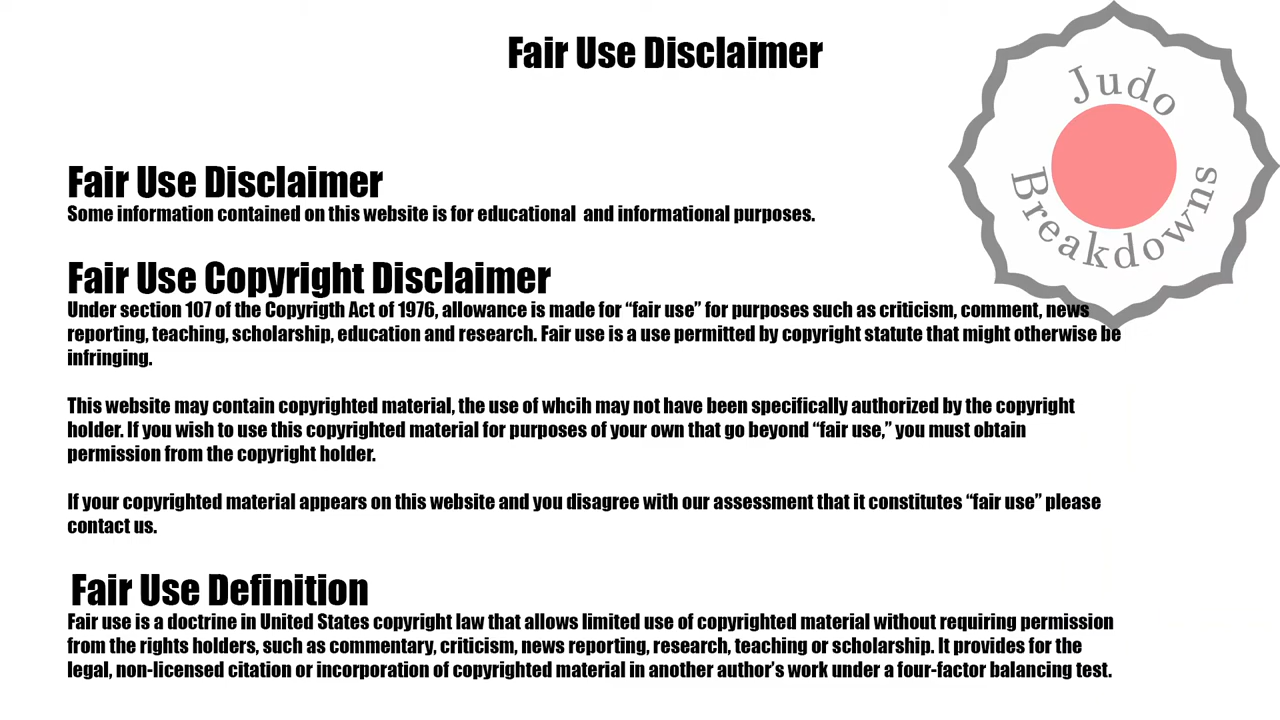 Fair Use Disclaimer
Judo
Breakdowns
Fair Use Disclaimer
Some information contained on this website is for educational  and informational purposes.
Fair Use Copyright Disclaimer
Under section 107 of the Copyrigth Act of 1976, allowance is made for “fair use” for purposes such as criticism, comment, news
reporting, teaching, scholarship, education and research. Fair use is a use permitted by copyright statute that might otherwise be
infringing.
This website may contain copyrighted material, the use of whcih may not have been specifically authorized by the copyright
holder. If you wish to use this copyrighted material for purposes of your own that go beyond “fair use,” you must obtain
permission from the copyright holder.
If your copyrighted material appears on this website and you disagree with our assessment that it constitutes “fair use” please
contact us.
Fair Use Definition
Fair use is a doctrine in United States copyright law that allows limited use of copyrighted material without requiring permission
from the rights holders, such as commentary, criticism, news reporting, research, teaching or scholarship. It provides for the
legal, non-licensed citation or incorporation of copyrighted material in another author’s work under a four-factor balancing test.